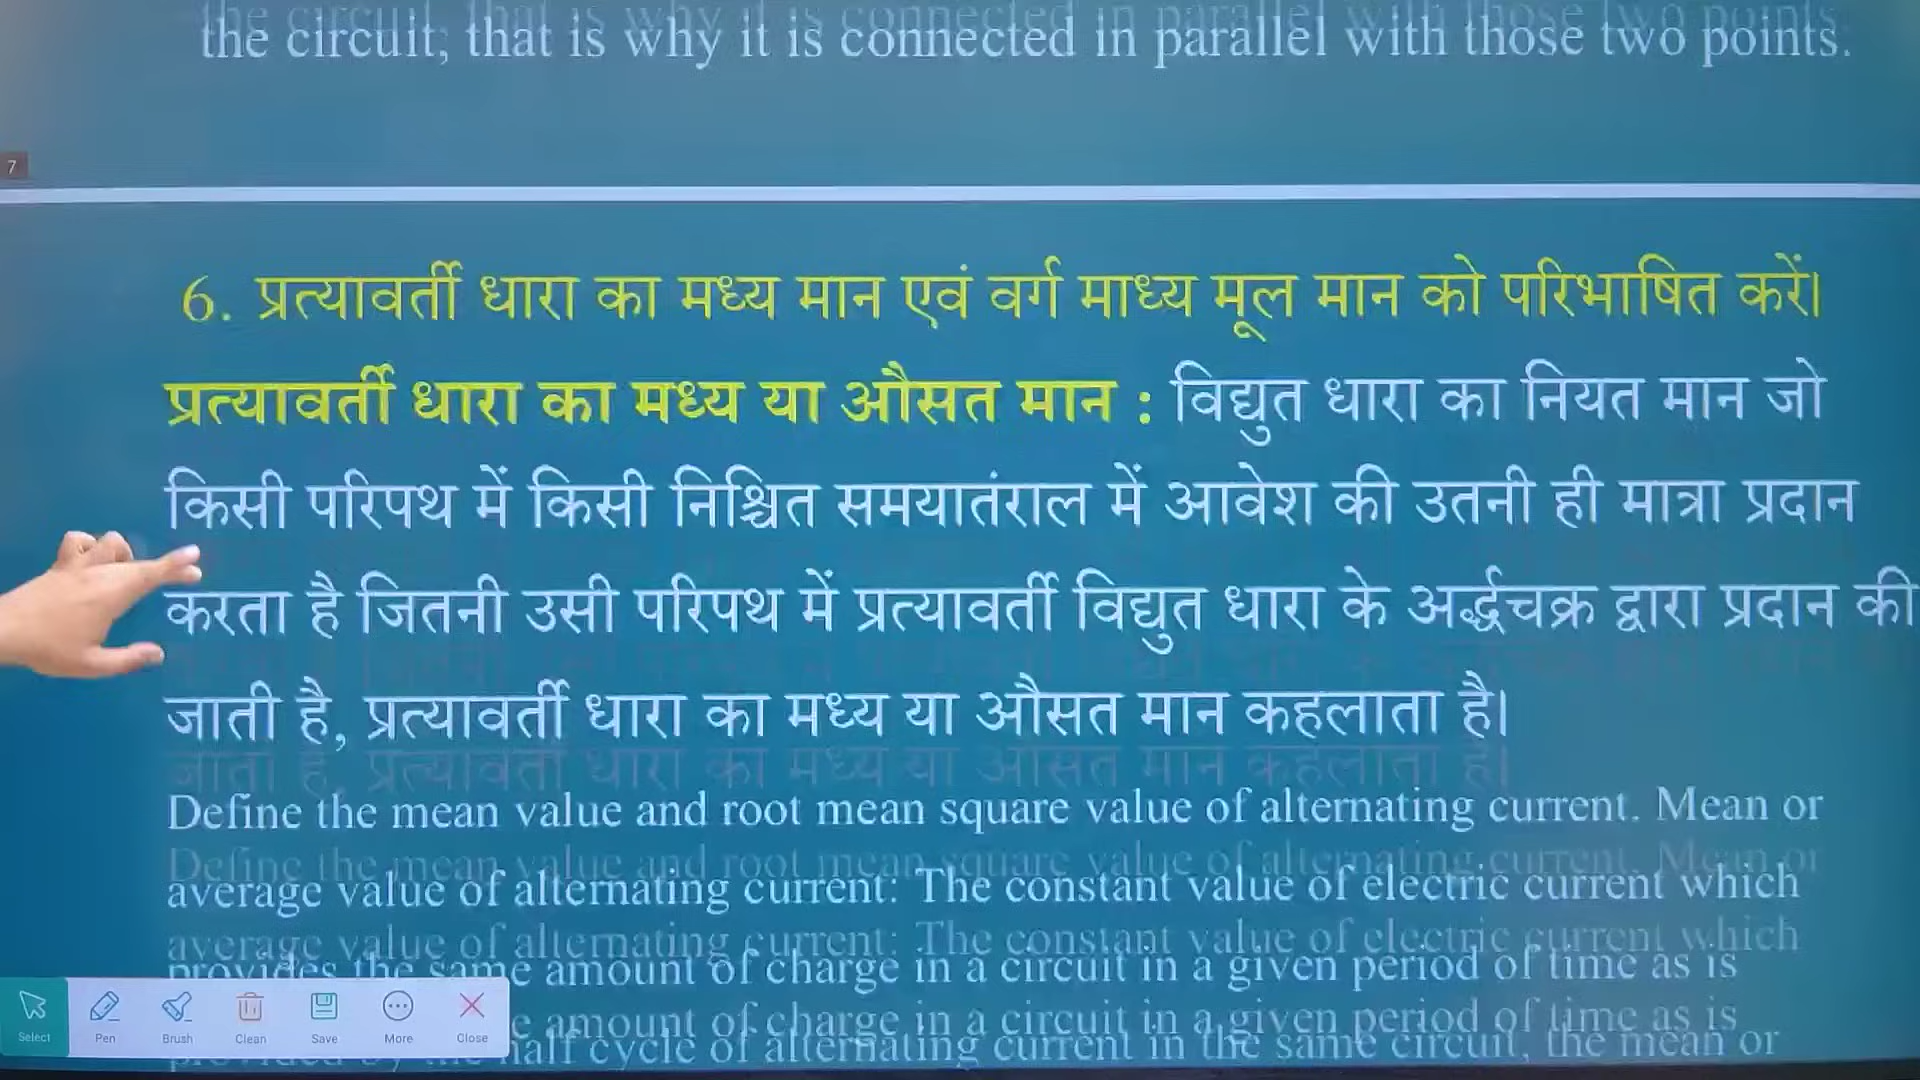 the circuit, that is why it is connected in parallel with those two points.
7
6. प्रत्यावर्ती धारा का मध्य मान एवं वर्ग माध्य मूल मान को परिभाषित करें।
प्रत्यावर्ती धारा का मध्य या औसत मान : विद्युत धारा का नियत मान जो
किसी परिपथ में किसी निश्चित समयातंराल में आवेश की उतनी ही मात्रा प्रदान
करता है जितनी उसी परिपथ में प्रत्यावर्ती विद्युत धारा के अर्द्धचक्र द्वारा प्रदान की
जाती है, प्रत्यावर्ती धारा का मध्य या औसत मान कहलाता है।
Define the mean value and root mean square value of alternating current. Mean or
average value of alternating current: The constant value of electric current which
provides the same amount of charge in a circuit in a given period of time as is
half cycle of alternating current in the same circuit, the mean or
Select Pen Brush Clean Save More Close